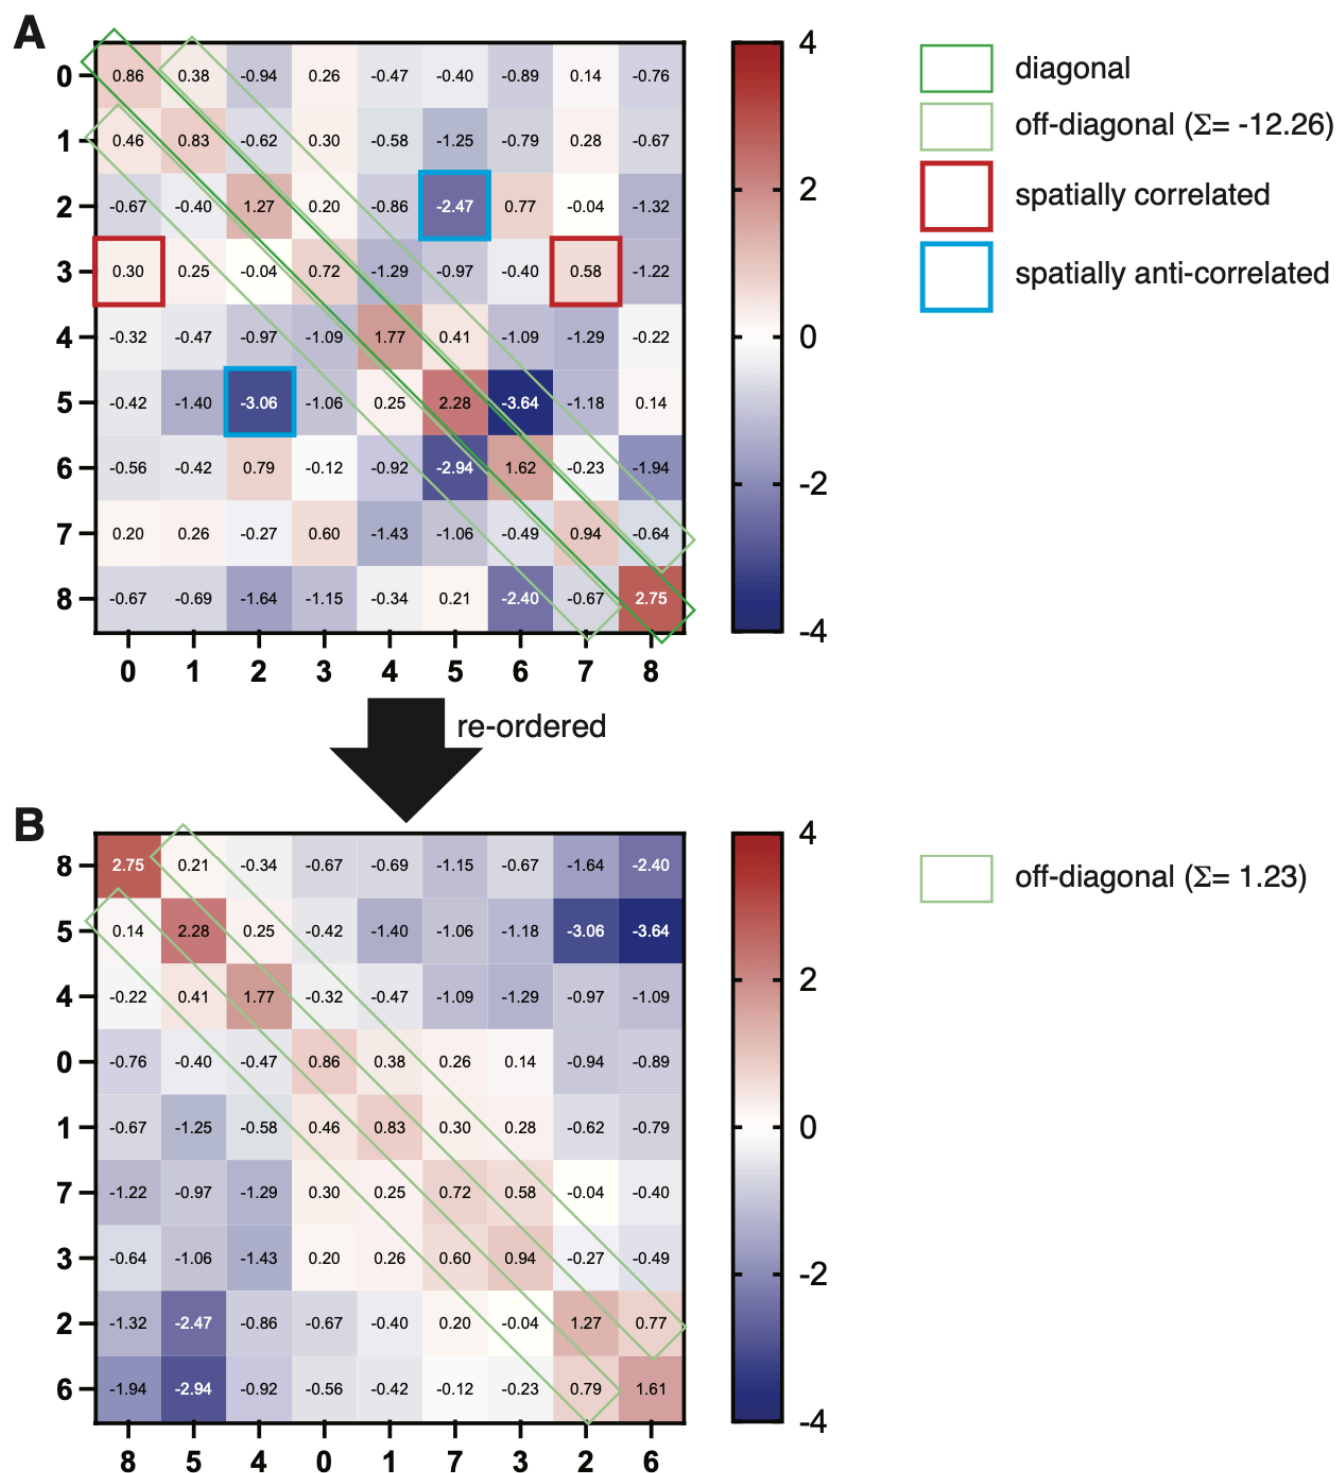 A
0 0.86 0.38 -0.94 0.26 -0.47 -0.40 -0.89 0.14 -0.76
1 0.46 0.83 -0.62 0.30 -0.58 -1.25 -0.79 0.28 -0.67
2 -0.67 -0.40 1.27 0.20 -0.86 -2.47 0.77 -0.04 -1.32
3 0.30 0.25 -0.04 0.72 -1.29 -0.97 -0.40 0.58 -1.22
4 -0.32 -0.47 -0.97 -1.09 1.77 0.41 -1.09 -1.29 -0.22
5 -0.42 -1.40 -3.06 -1.06 0.25 2.28 -3.64 -1.18 0.14
6 -0.56 -0.42 0.79 -0.12 -0.92 -2.94 1.62 -0.23 -1.94
7 0.20 0.26 -0.27 0.60 -1.43 -1.06 -0.49 0.94 -0.64
8 -0.67 -0.69 -1.64 -1.15 -0.34 0.21 -2.40 -0.67 2.75
0 1 2 3 4 5 6 7 8
4
2
0
-2
-4
diagonal
off-diagonal (Σ= -12.26)
spatially correlated
spatially anti-correlated
re-ordered
B
8 2.75 0.21 -0.34 -0.67 -0.69 -1.15 -0.67 -1.64 -2.40
5 0.14 2.28 0.25 -0.42 -1.40 -1.06 -1.18 -3.06 -3.64
4 -0.22 0.41 1.77 -0.32 -0.47 -1.09 -1.29 -0.97 -1.09
0 -0.76 -0.40 -0.47 0.86 0.38 0.26 0.14 -0.94 -0.89
1 -0.67 -1.25 -0.58 0.46 0.83 0.30 0.28 -0.62 -0.79
7 -1.22 -0.97 -1.29 0.30 0.25 0.72 0.58 -0.04 -0.40
3 -0.64 -1.06 -1.43 0.20 0.26 0.60 0.94 -0.27 -0.49
2 -1.32 -2.47 -0.86 -0.67 -0.40 0.20 -0.04 1.27 0.77
6 -1.94 -2.94 -0.92 -0.56 -0.42 -0.12 -0.23 0.79 1.61
8 5 4 0 1 7 3 2 6
4
2
0
-2
-4
off-diagonal (Σ= 1.23)